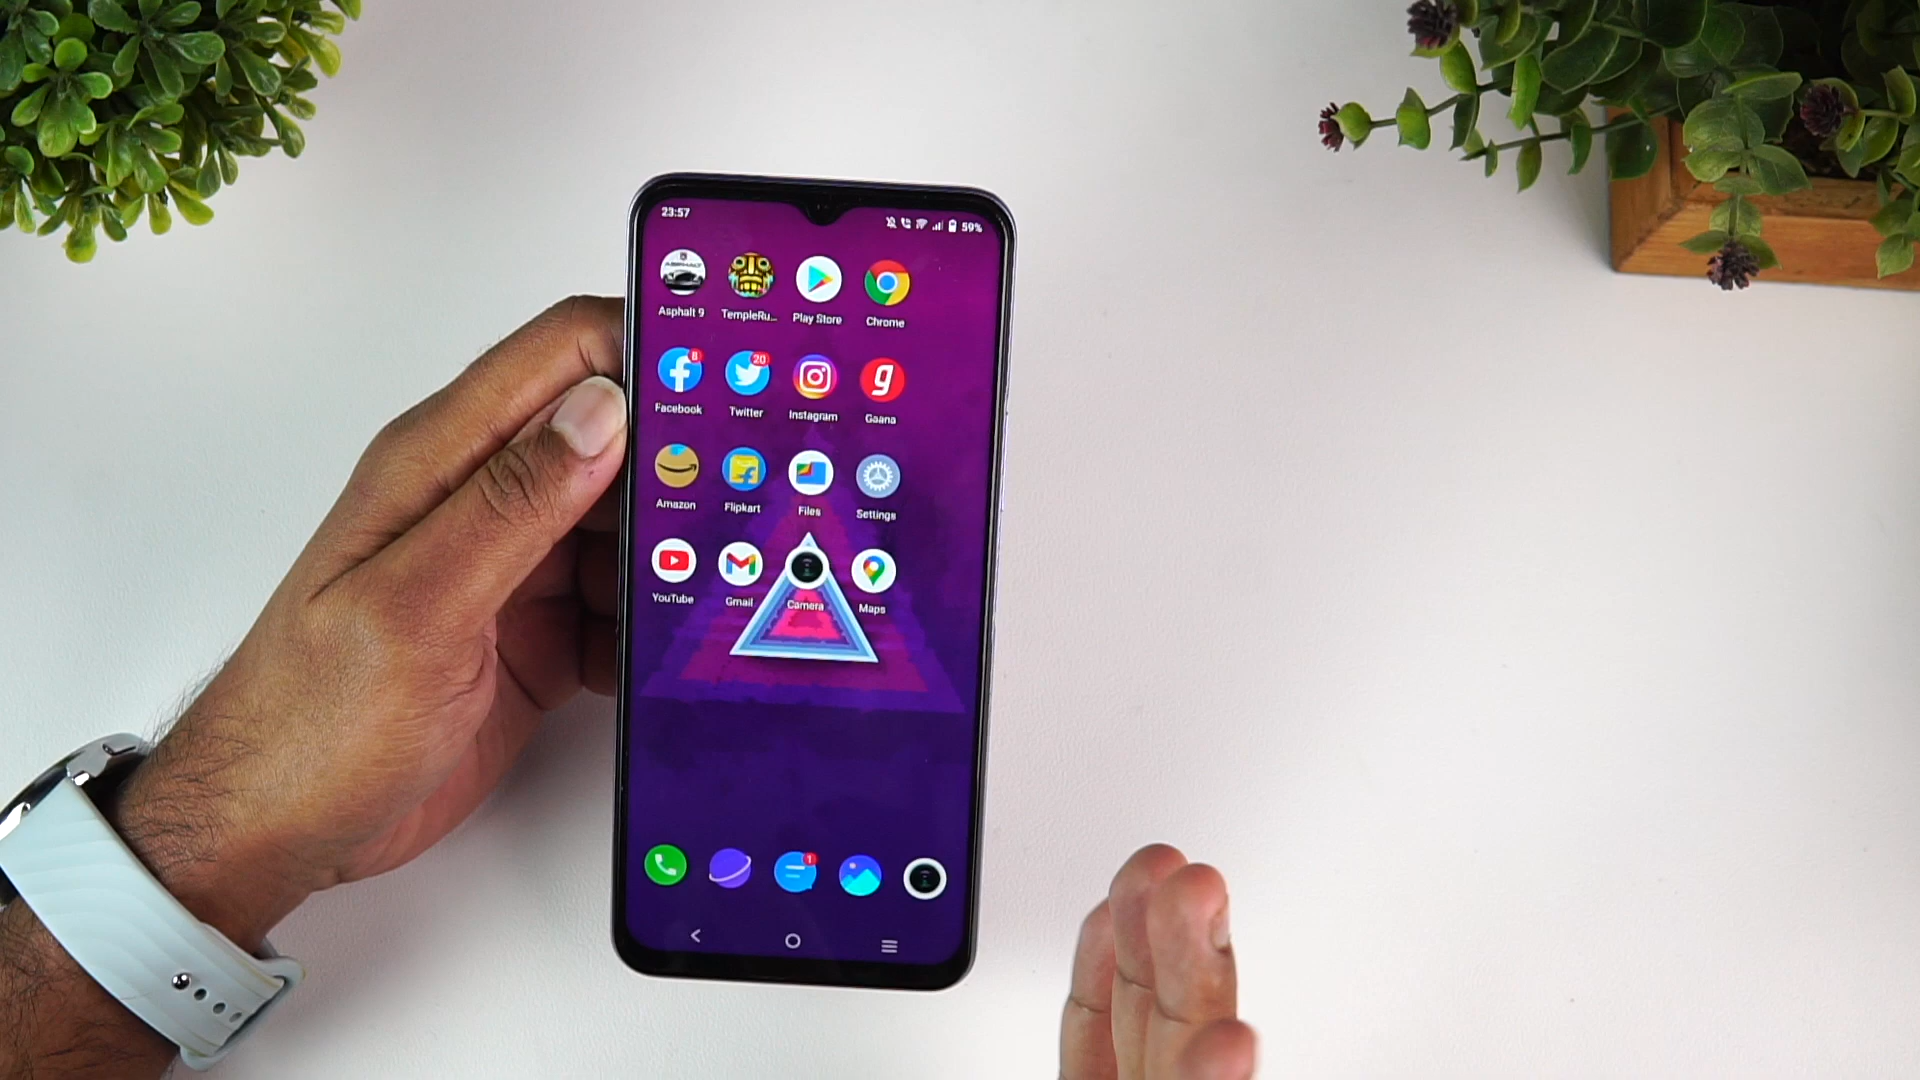 23:57 59%
Asphalt 9 TempleRu... Play Store Chrome
8 20
Facebook Twitter Instagram Gaana
Amazon Flipkart Files Settings
YouTube Gmail Camera Maps
1